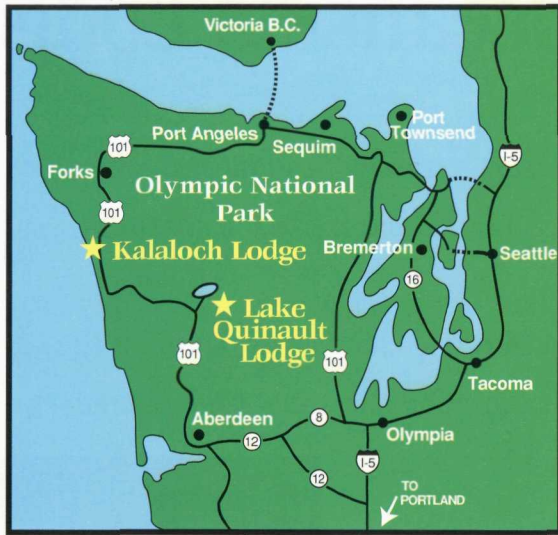 Victoria B.C.
Port Angeles
Sequim
Port
Townsend
101
I-5
Forks
Olympic National
Park
101
Kalaloch Lodge
Bremerton
Seattle
16
Lake
Quinault
Lodge
101
101
Tacoma
Aberdeen
8
12
Olympia
I-5
12
TO
PORTLAND